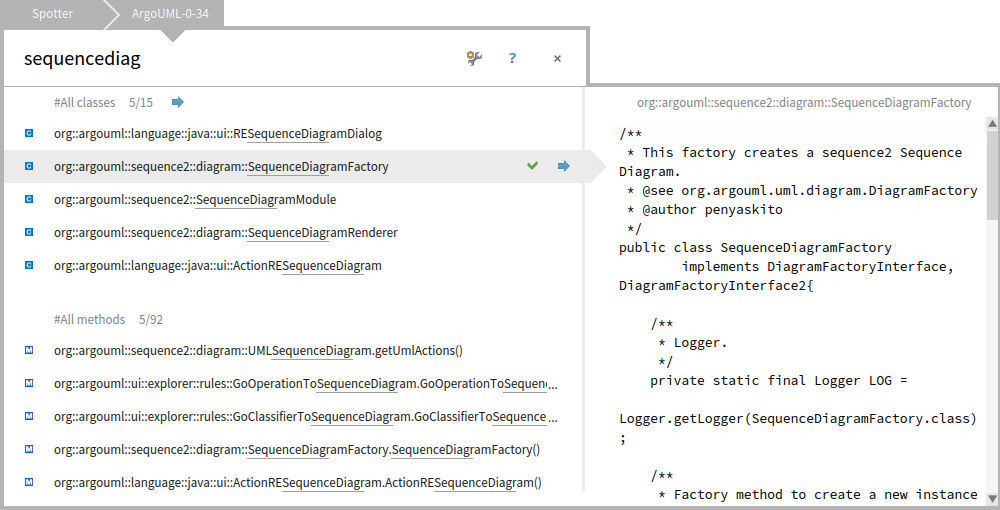 Spotter
ArgoUML-0-34
sequencediag
?
×
#All classes 5/15
C org::argouml::language::java::ui::RESequenceDiagramDialog
C org::argouml::sequence2::diagram::SequenceDiagramFactory
C org::argouml::sequence2::SequenceDiagramModule
C org::argouml::sequence2::diagram::SequenceDiagramRenderer
C org::argouml::language::java::ui::ActionRESequenceDiagram
#All methods 5/92
M org::argouml::sequence2::diagram::UMLSequenceDiagram.getUmlActions()
M org::argouml::ui::explorer::rules::GoOperationToSequenceDiagram.GoOperationToSequen...
M org::argouml::ui::explorer::rules::GoClassifierToSequenceDiagram.GoClassifierToSequence...
M org::argouml::sequence2::diagram::SequenceDiagramFactory.SequenceDiagramFactory()
M org::argouml::language::java::ui::ActionRESequenceDiagram.ActionRESequenceDiagram()
org::argouml::sequence2::diagram::SequenceDiagramFactory
/**
 * This factory creates a sequence2 Sequence
Diagram.
 * @see org.argouml.uml.diagram.DiagramFactory
 * @author penyaskito
 */
public class SequenceDiagramFactory
        implements DiagramFactoryInterface,
DiagramFactoryInterface2{
    /**
     * Logger.
     */
    private static final Logger LOG =
Logger.getLogger(SequenceDiagramFactory.class)
;
    /**
     * Factory method to create a new instance